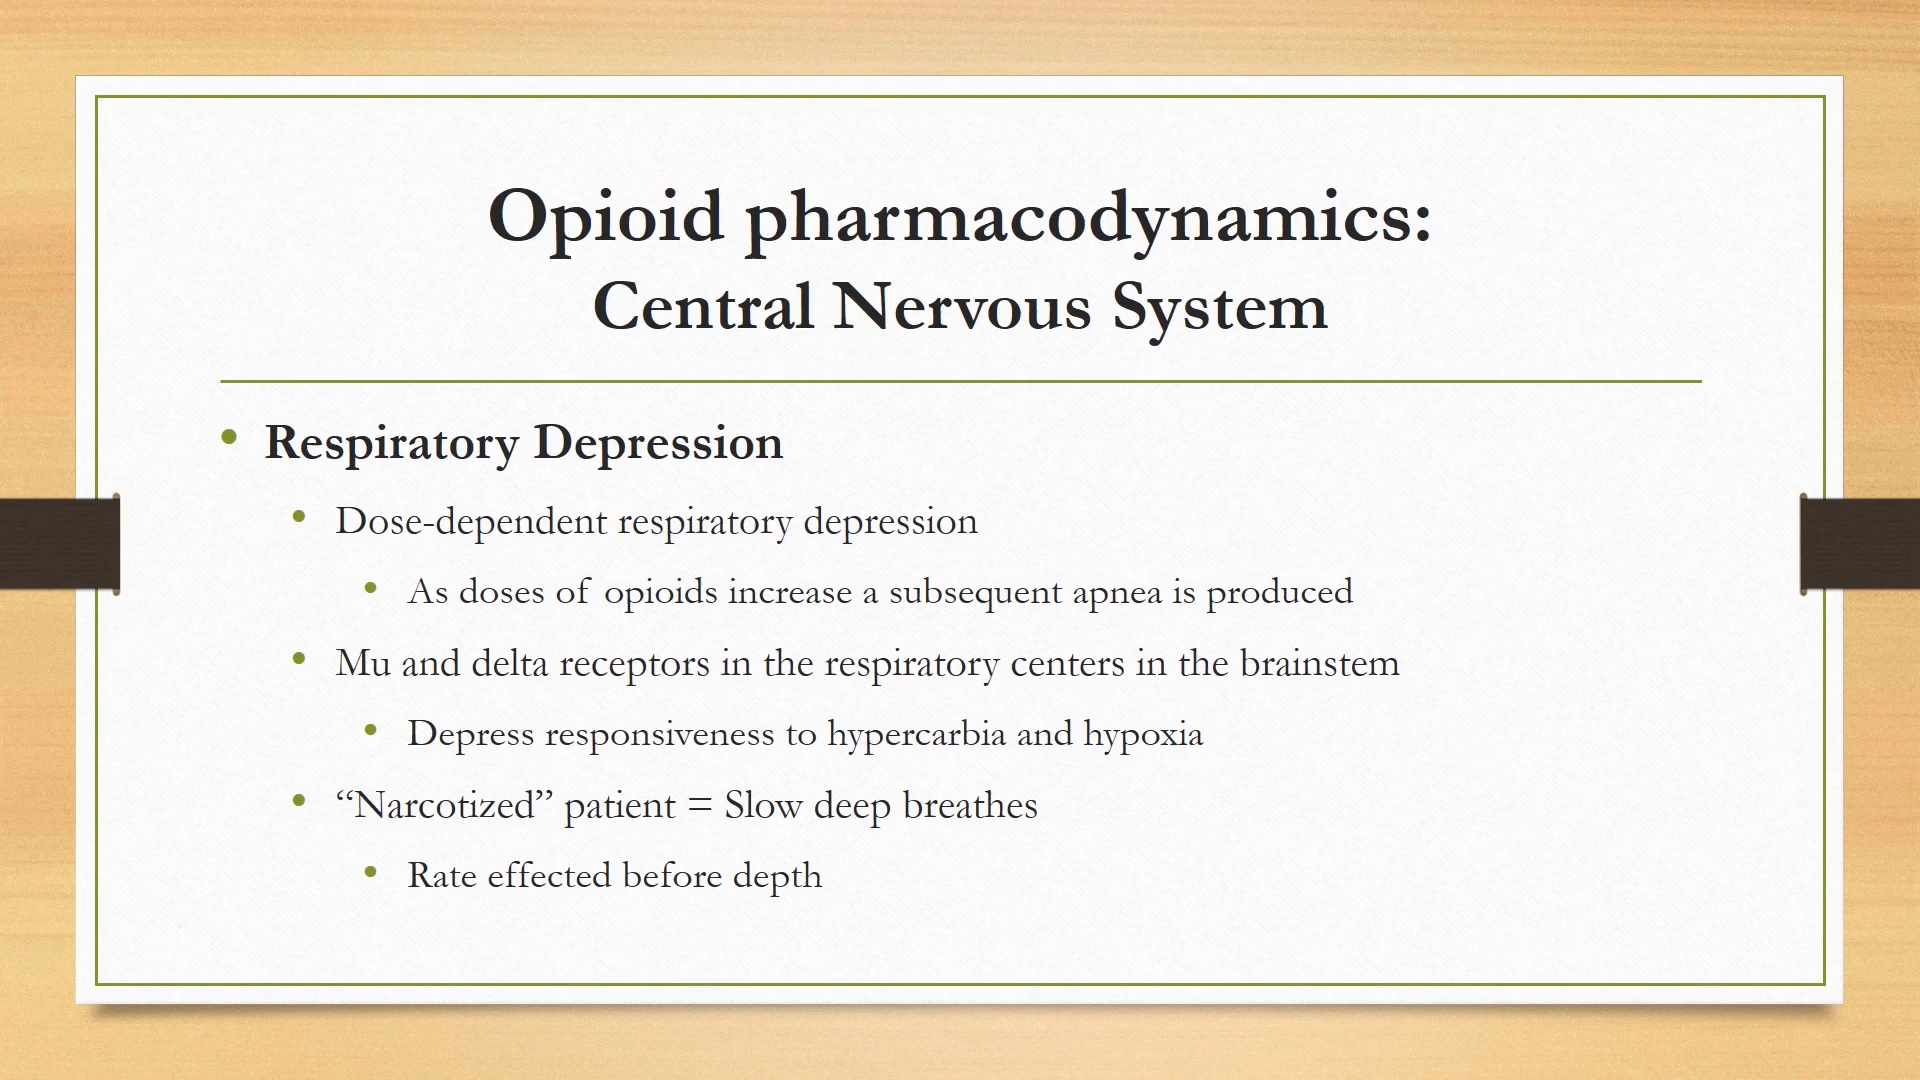 Opioid pharmacodynamics:
Central Nervous System
• Respiratory Depression
• Dose-dependent respiratory depression
• As doses of opioids increase a subsequent apnea is produced
• Mu and delta receptors in the respiratory centers in the brainstem
• Depress responsiveness to hypercarbia and hypoxia
• “Narcotized” patient = Slow deep breathes
• Rate effected before depth